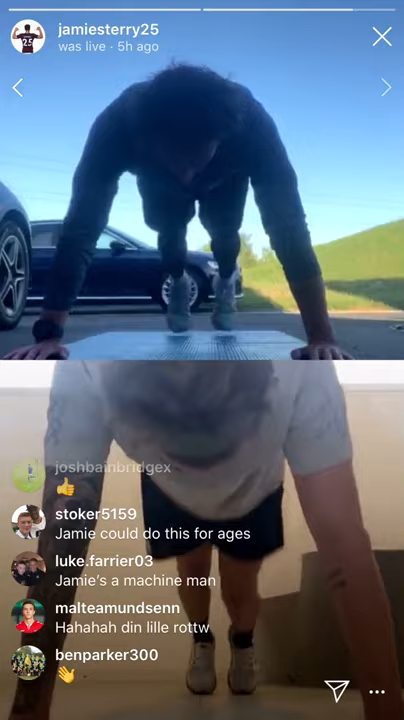 jamiesterry25
was live · 5h ago
joshbainbridgex
👍
stoker5159
Jamie could do this for ages
luke.farrier03
Jamie's a machine man
malteamundsenn
Hahahah din lille rottw
benparker300
👋